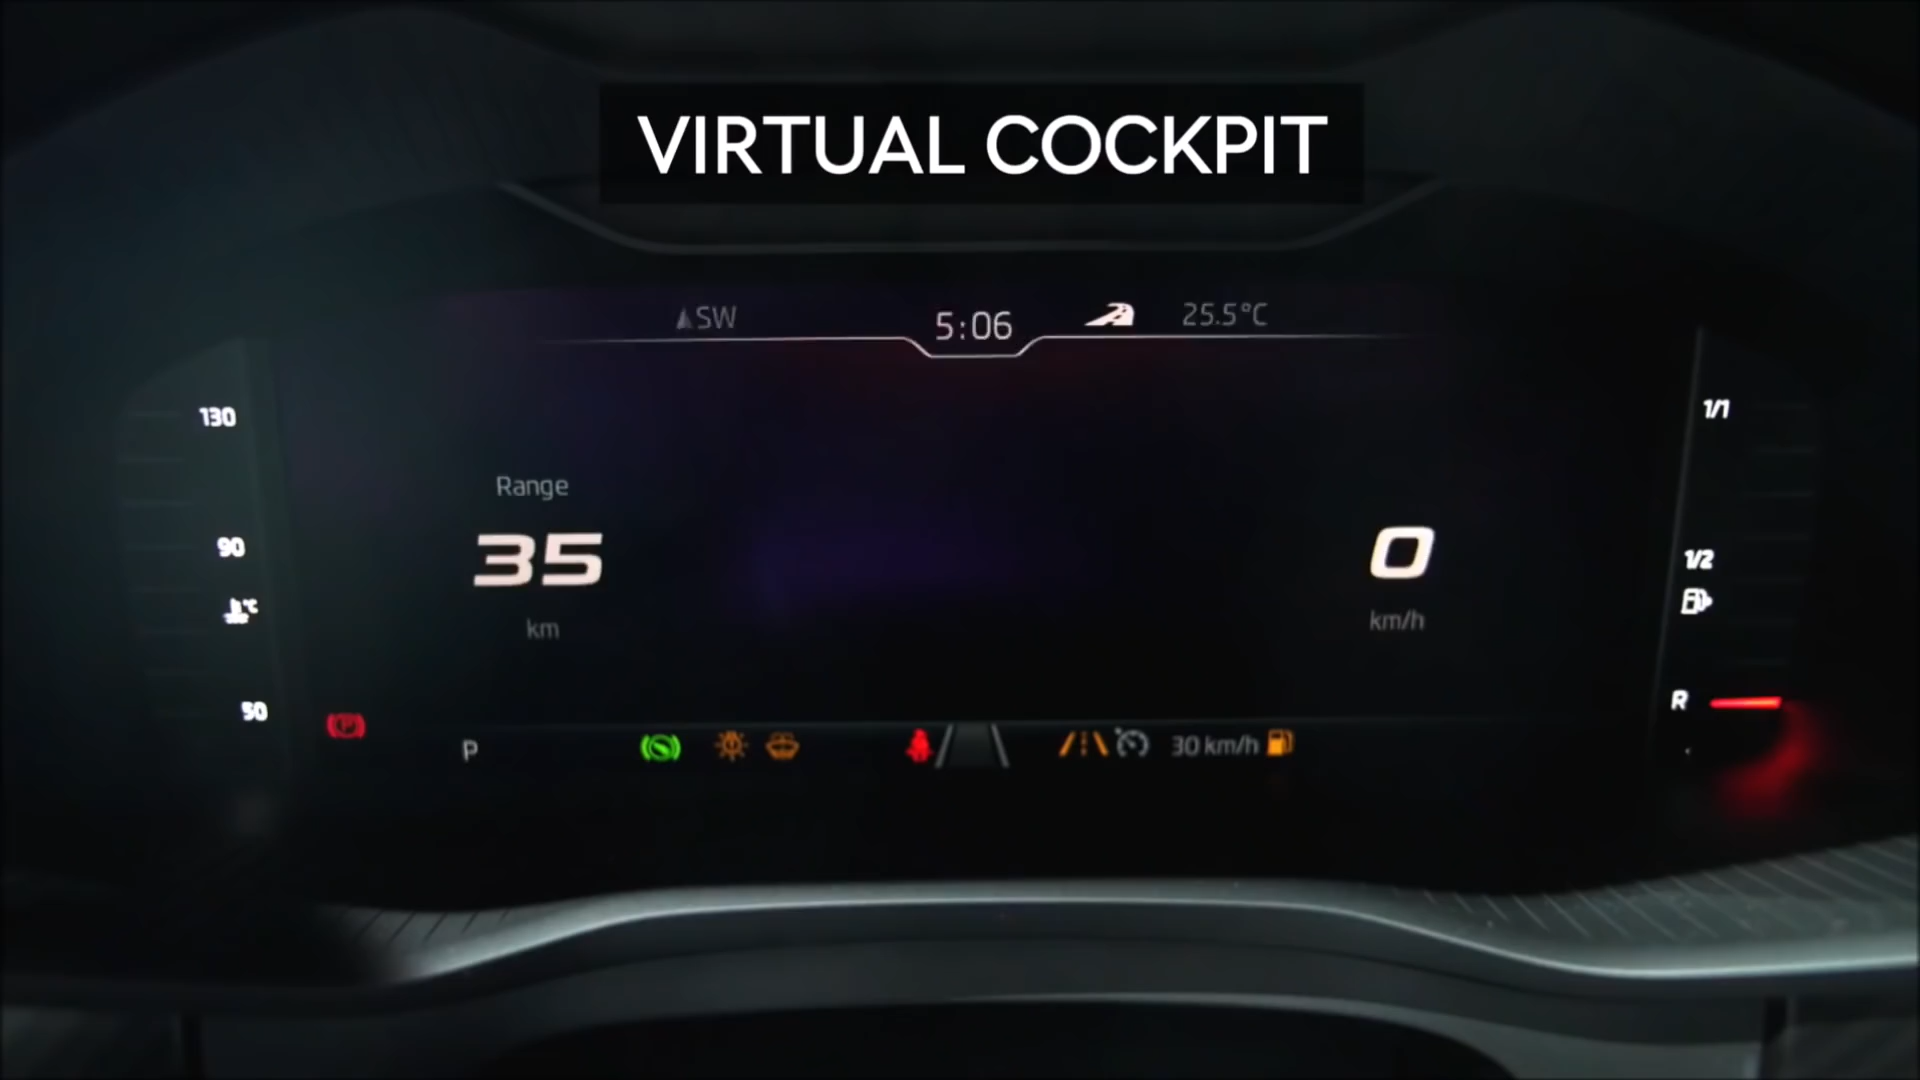 VIRTUAL COCKPIT
SW
5:06
25.5°C
130
1/1
Range
90
35
0
1/2
°C
km
km/h
50
R
P
P
30 km/h